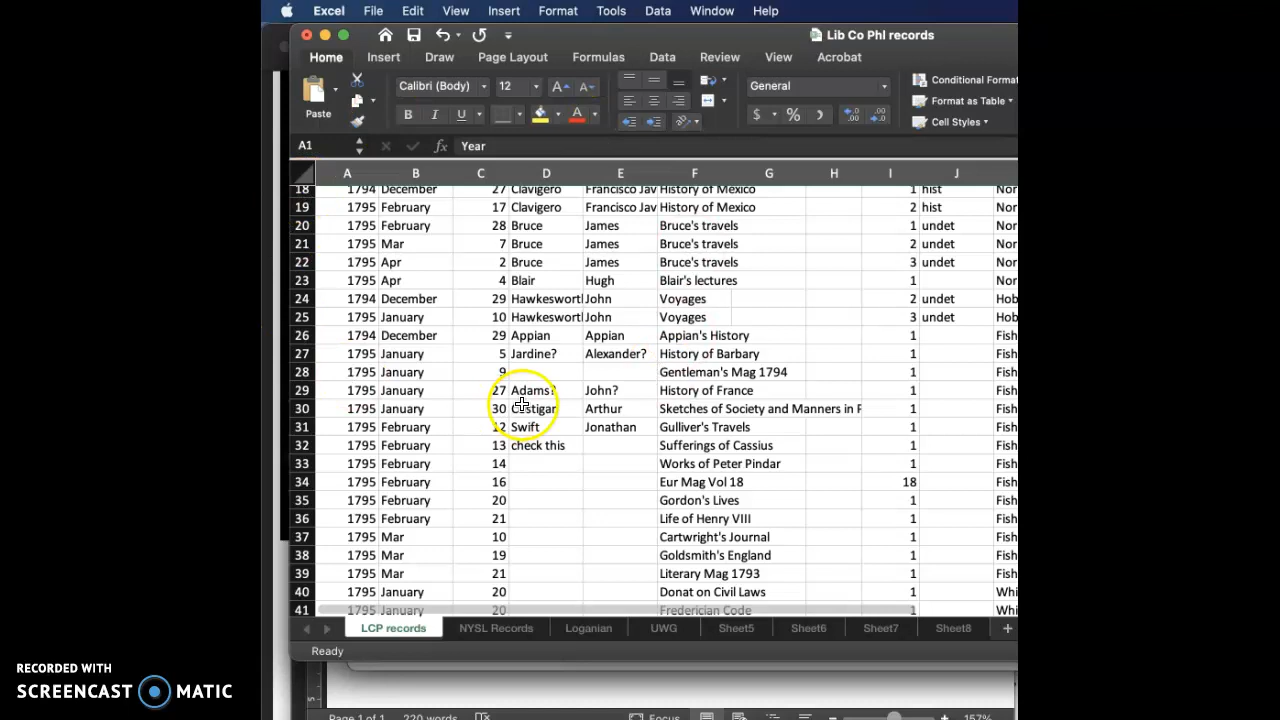 Excel File Edit View Insert Format Tools Data Window Help
Lib Co Phl records
Home Insert Draw Page Layout Formulas Data Review View Acrobat
Calibri (Body) 12 A A General Conditional Format
Format as Table
Paste B I U A $ % Cell Styles
A1 fx Year
A B C D E F G H I J
18 1794 December 27 Clavigero Francisco Jav History of Mexico 1 hist Nor
19 1795 February 17 Clavigero Francisco Jav History of Mexico 2 hist Nor
20 1795 February 28 Bruce James Bruce's travels 1 undet Nor
21 1795 Mar 7 Bruce James Bruce's travels 2 undet Nor
22 1795 Apr 2 Bruce James Bruce's travels 3 undet Nor
23 1795 Apr 4 Blair Hugh Blair's lectures 1 Nor
24 1794 December 29 Hawkesworth John Voyages 2 undet Hob
25 1795 January 10 Hawkesworth John Voyages 3 undet Hob
26 1794 December 29 Appian Appian Appian's History 1 Fish
27 1795 January 5 Jardine? Alexander? History of Barbary 1 Fish
28 1795 January 9 Gentleman's Mag 1794 1 Fish
29 1795 January 27 Adams? John? History of France 1 Fish
30 1795 January 30 Costigan Arthur Sketches of Society and Manners in P 1 Fish
31 1795 February 12 Swift Jonathan Gulliver's Travels 1 Fish
32 1795 February 13 check this Sufferings of Cassius 1 Fish
33 1795 February 14 Works of Peter Pindar 1 Fish
34 1795 February 16 Eur Mag Vol 18 18 Fish
35 1795 February 20 Gordon's Lives 1 Fish
36 1795 February 21 Life of Henry VIII 1 Fish
37 1795 Mar 10 Cartwright's Journal 1 Fish
38 1795 Mar 19 Goldsmith's England 1 Fish
39 1795 Mar 21 Literary Mag 1793 1 Fish
40 1795 January 20 Donat on Civil Laws 1 Whi
41 1795 January 20 Frederician Code 1 Whi
LCP records NYSL Records Loganian UWG Sheet5 Sheet6 Sheet7 Sheet8 +
Ready
RECORDED WITH
SCREENCAST MATIC
Page 1 of 1 220 words Focus 157%